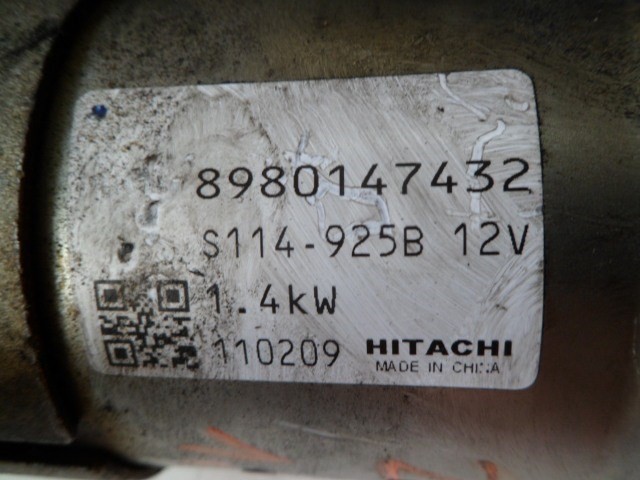 8980147432
S114-925B 12V
1.4kW
110209 HITACHI
MADE IN CHINA